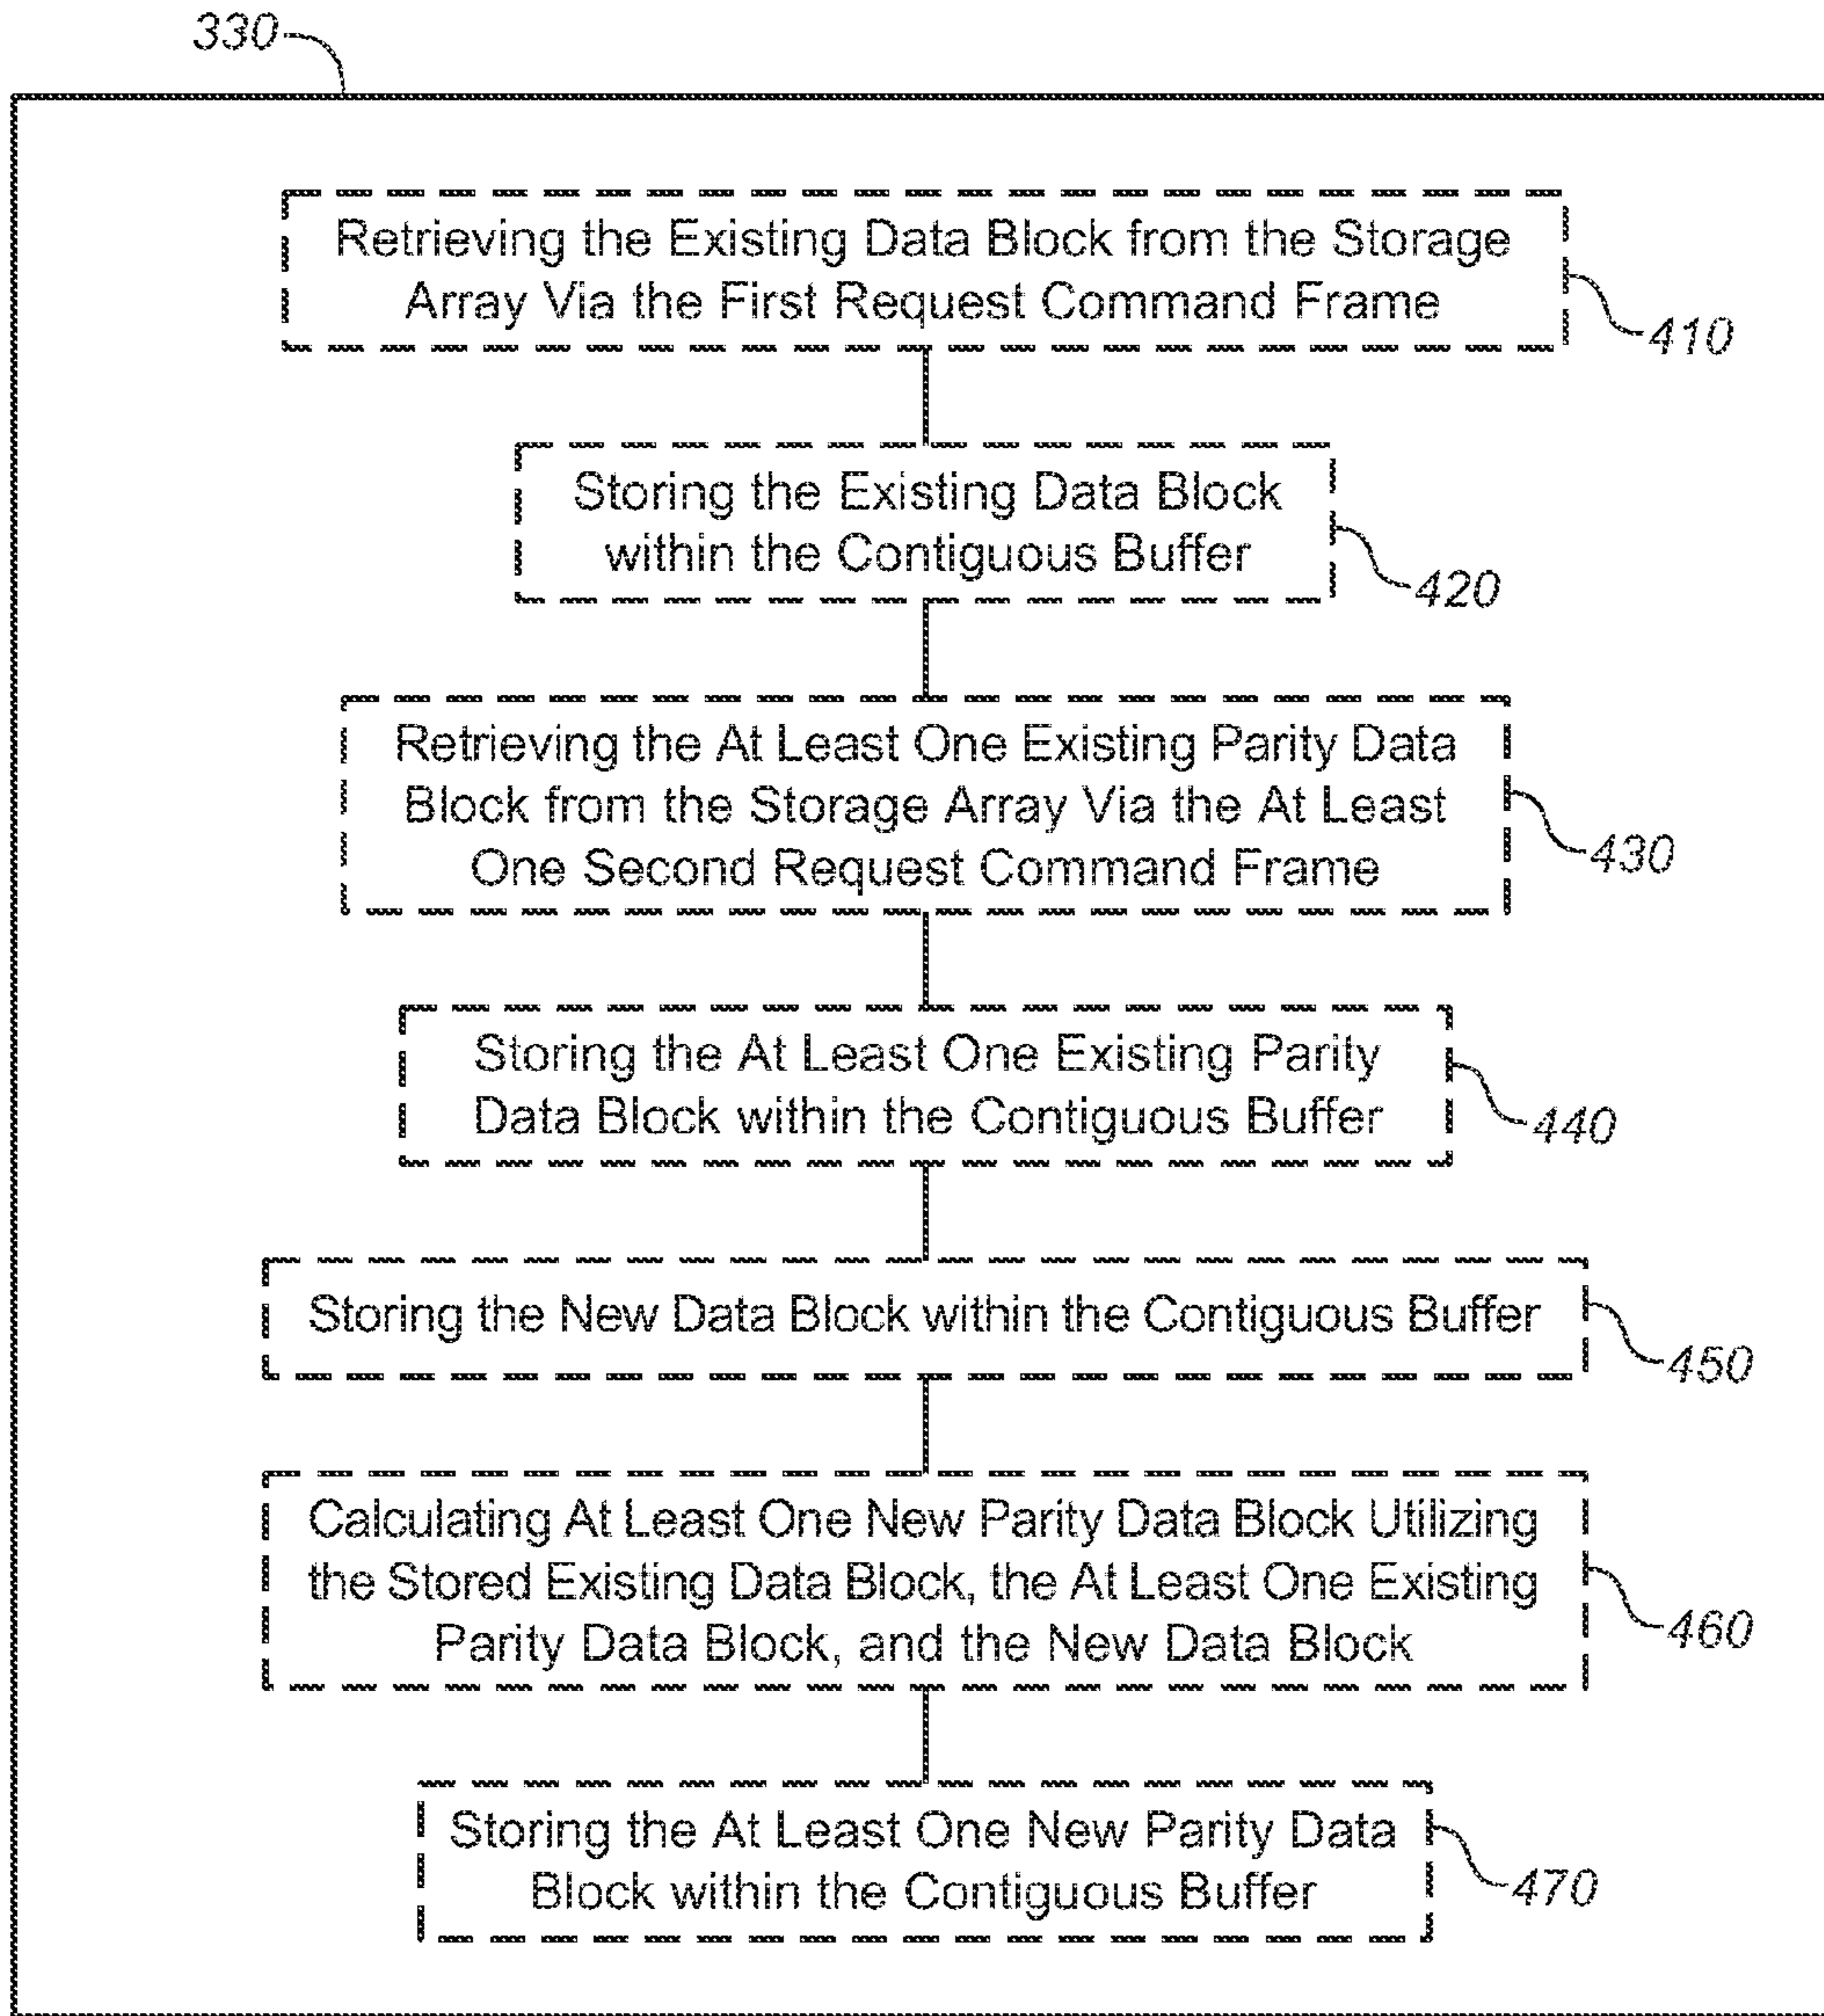 330
Retrieving the Existing Data Block from the Storage
Array Via the First Request Command Frame
410
Storing the Existing Data Block
within the Contiguous Buffer
420
Retrieving the At Least One Existing Parity Data
Block from the Storage Array Via the At Least
One Second Request Command Frame
430
Storing the At Least One Existing Parity
Data Block within the Contiguous Buffer
440
Storing the New Data Block within the Contiguous Buffer
450
Calculating At Least One New Parity Data Block Utilizing
the Stored Existing Data Block, the At Least One Existing
Parity Data Block, and the New Data Block
460
Storing the At Least One New Parity Data
Block within the Contiguous Buffer
470